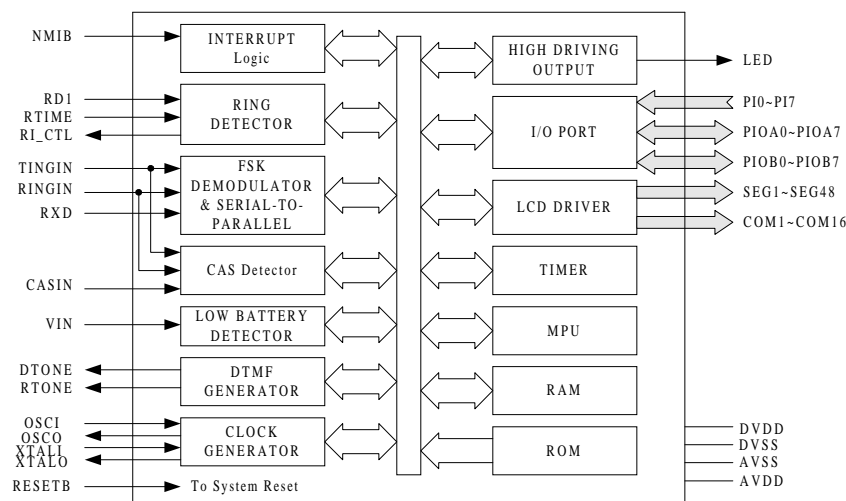 NMIB
INTERRUPT
Logic
HIGH DRIVING
OUTPUT
LED
RD1
RTIME
RI_CTL
RING
DETECTOR
I/O PORT
PI0~PI7
PIOA0~PIOA7
PIOB0~PIOB7
TINGIN
RINGIN
RXD
FSK
DEMODULATOR
& SERIAL-TO-
PARALLEL
LCD DRIVER
SEG1~SEG48
COM1~COM16
CASIN
CAS Detector
TIMER
VIN
LOW BATTERY
DETECTOR
MPU
DTONE
RTONE
DTMF
GENERATOR
RAM
OSCI
OSCO
XTALI
XTALO
CLOCK
GENERATOR
ROM
DVDD
DVSS
AVSS
AVDD
RESETB
To System Reset